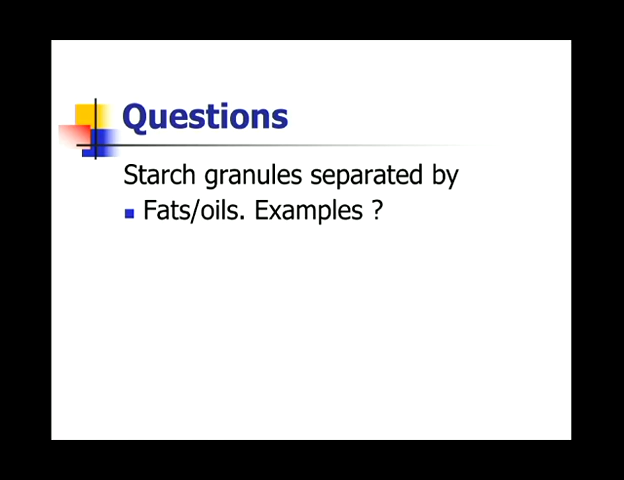 Questions
Starch granules separated by
Fats/oils. Examples ?